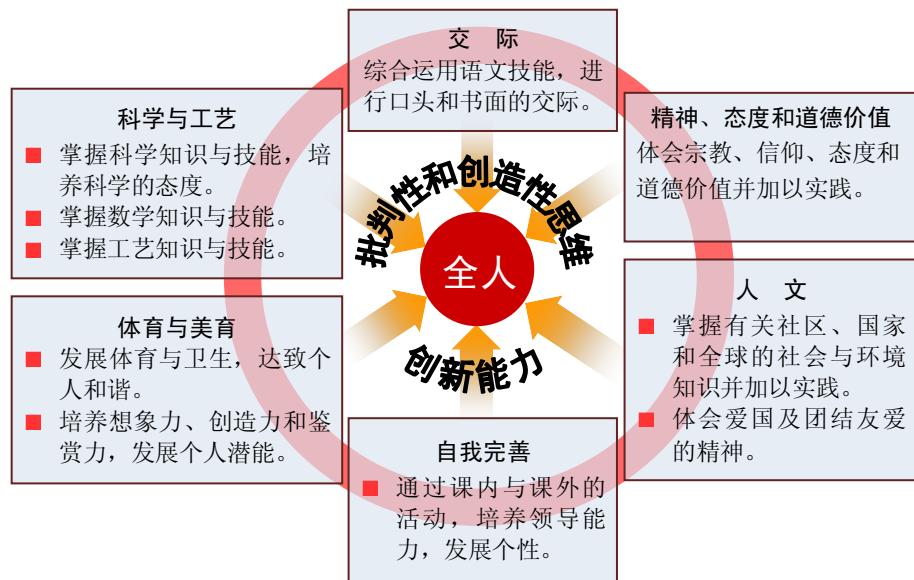 交 际
综合运用语文技能，进
行口头和书面的交际。
科学与工艺
■ 掌握科学知识与技能，培
养科学的态度。
■ 掌握数学知识与技能。
■ 掌握工艺知识与技能。
精神、态度和道德价值
体会宗教、信仰、态度和
道德价值并加以实践。
批判性和创造性思维
全人
创新能力
体育与美育
■ 发展体育与卫生，达致个
人和谐。
■ 培养想象力、创造力和鉴
赏力，发展个人潜能。
人 文
■ 掌握有关社区、国家
和全球的社会与环境
知识并加以实践。
■ 体会爱国及团结友爱
的精神。
自我完善
■ 通过课内与课外的
活动，培养领导能
力，发展个性。